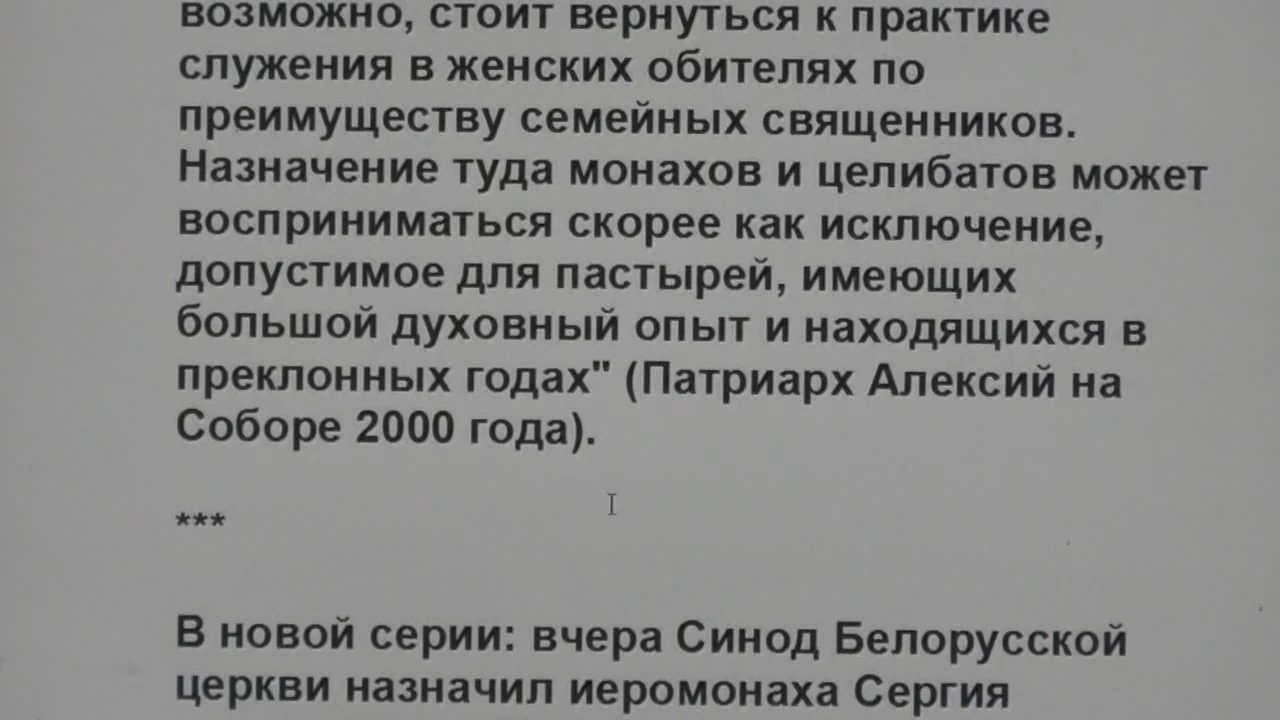 возможно, стоит вернуться к практике
служения в женских обителях по
преимуществу семейных священников.
Назначение туда монахов и целибатов может
восприниматься скорее как исключение,
допустимое для пастырей, имеющих
большой духовный опыт и находящихся в
преклонных годах" (Патриарх Алексий на
Соборе 2000 года).
***
В новой серии: вчера Синод Белорусской
церкви назначил иеромонаха Сергия